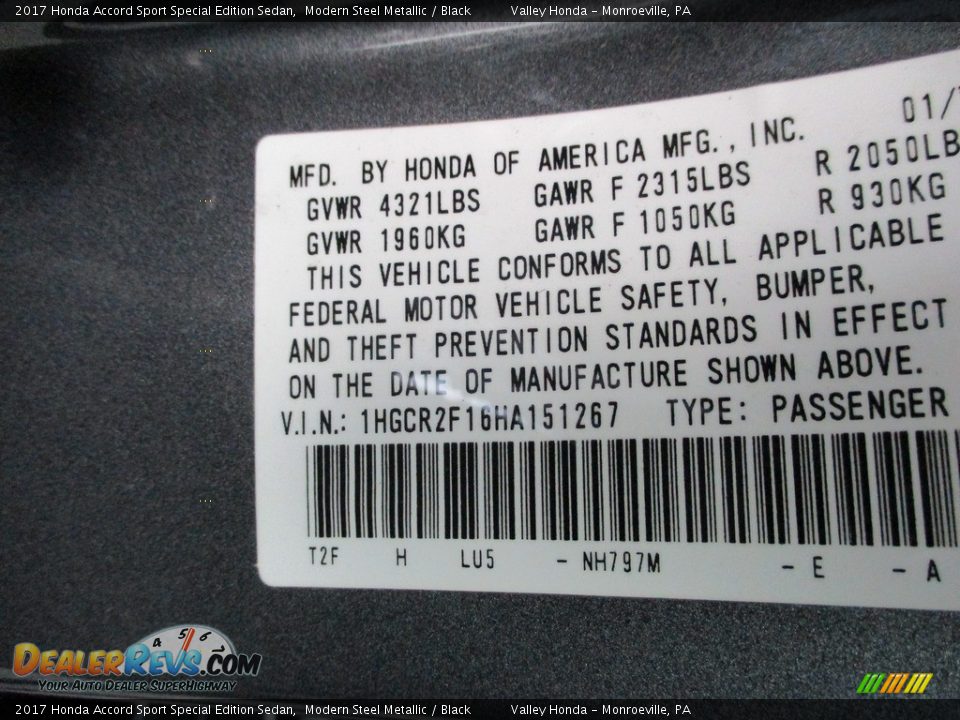 2017 Honda Accord Sport Special Edition Sedan, Modern Steel Metallic / Black Valley Honda - Monroeville, PA
MFD. BY HONDA OF AMERICA MFG., INC. 01/
GVWR 4321LBS GAWR F 2315LBS R 2050LB
GVWR 1960KG GAWR F 1050KG R 930KG
THIS VEHICLE CONFORMS TO ALL APPLICABLE
FEDERAL MOTOR VEHICLE SAFETY, BUMPER,
AND THEFT PREVENTION STANDARDS IN EFFECT
ON THE DATE OF MANUFACTURE SHOWN ABOVE.
V.I.N.: 1HGCR2F16HA151267 TYPE: PASSENGER
T2F H LU5 - NH797M - E - A
4 5 6
DealerRevs.com
Your Auto Dealer SuperHighway
2017 Honda Accord Sport Special Edition Sedan, Modern Steel Metallic / Black Valley Honda - Monroeville, PA